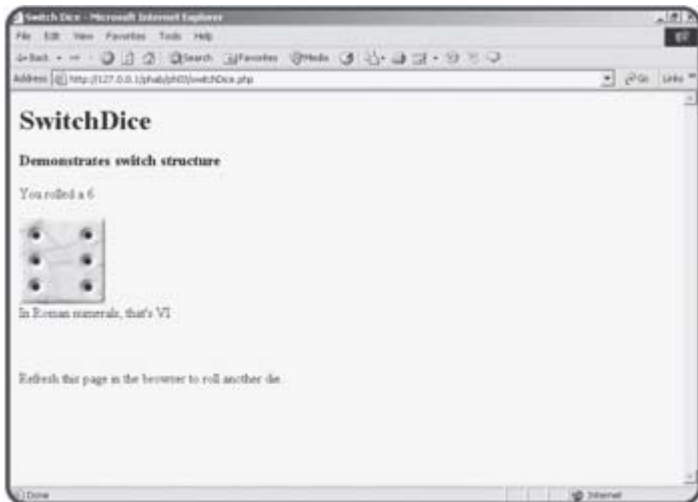 Switch Dice - Microsoft Internet Explorer
File Edit View Favorites Tools Help
Back Search Favorites Media
Address http://127.0.0.1/phab/ph03/switchDice.php Go Links
SwitchDice
Demonstrates switch structure
You rolled a 6
In Roman numerals, that's VI
Refresh this page in the browser to roll another die.
Done Internet